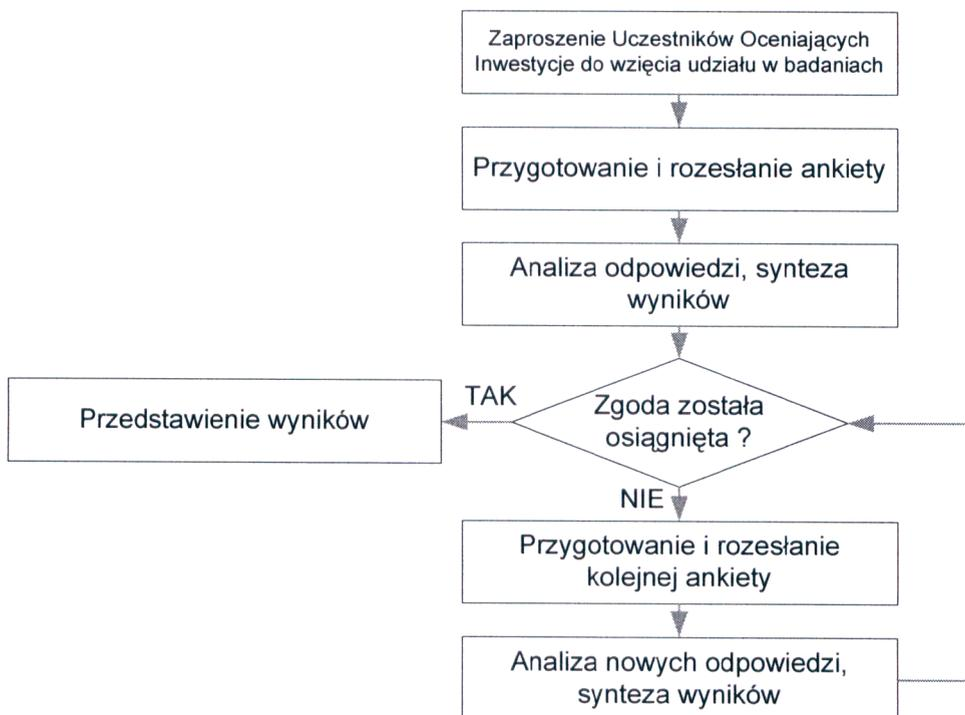 Zaproszenie Uczestników Oceniających
Inwestycje do wzięcia udziału w badaniach
Przygotowanie i rozesłanie ankiety
Analiza odpowiedzi, synteza
wyników
Zgoda została
osiągnięta ?
TAK
Przedstawienie wyników
NIE
Przygotowanie i rozesłanie
kolejnej ankiety
Analiza nowych odpowiedzi,
synteza wyników